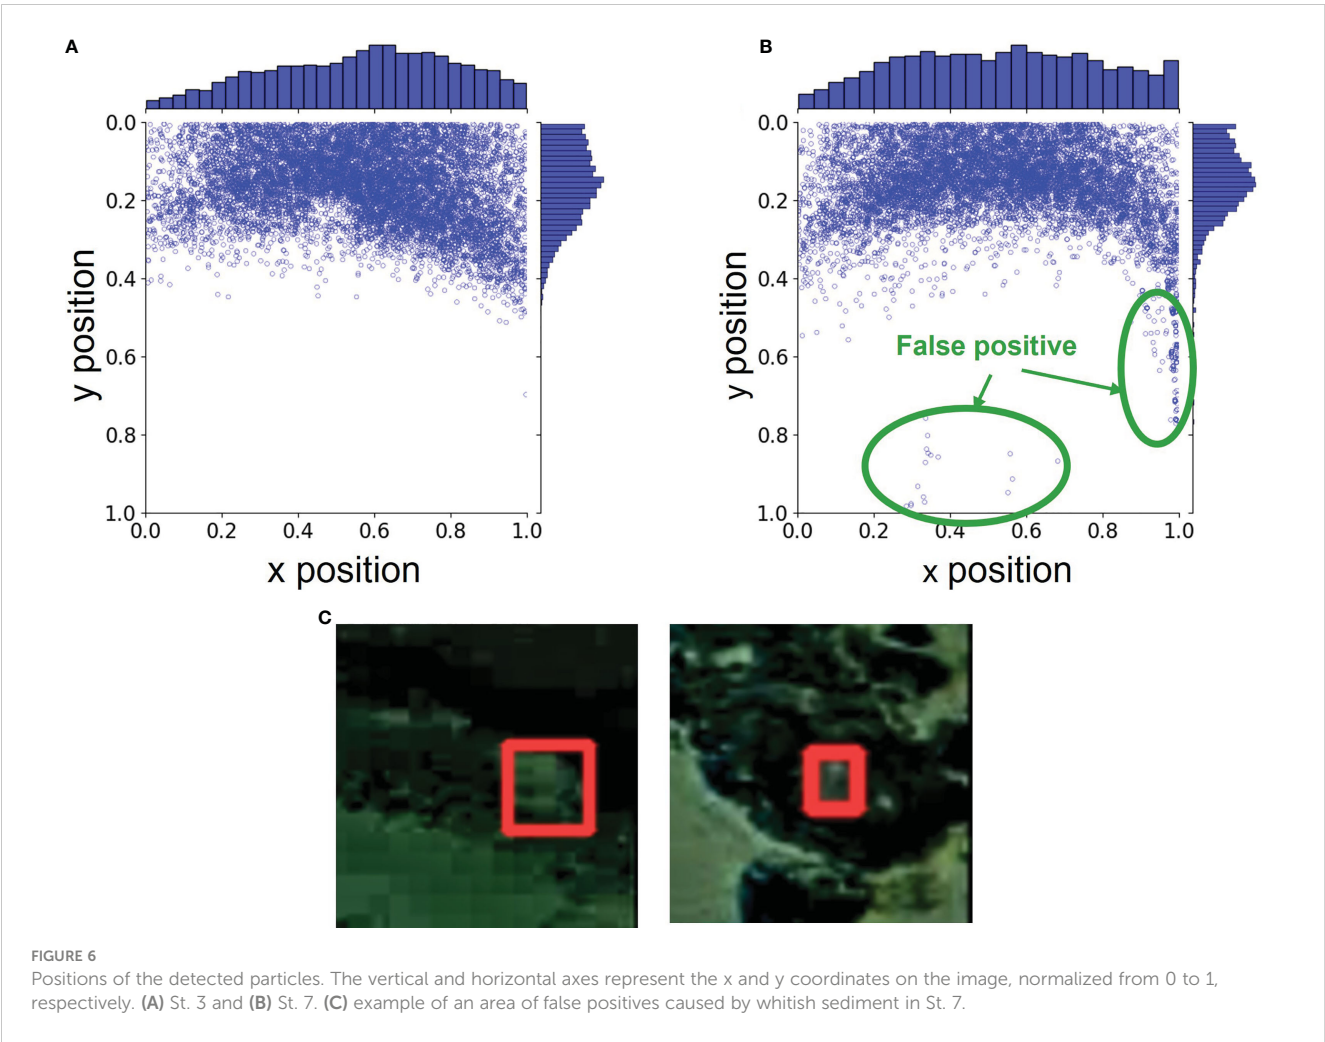 A
B
0.0
0.2
0.4
0.6
0.8
1.0
y position
0.0 0.2 0.4 0.6 0.8 1.0
x position
0.0
0.2
0.4
0.6
0.8
1.0
y position
False positive
0.0 0.2 0.4 0.6 0.8 1.0
x position
C
FIGURE 6
Positions of the detected particles. The vertical and horizontal axes represent the x and y coordinates on the image, normalized from 0 to 1,
respectively. (A) St. 3 and (B) St. 7. (C) example of an area of false positives caused by whitish sediment in St. 7.